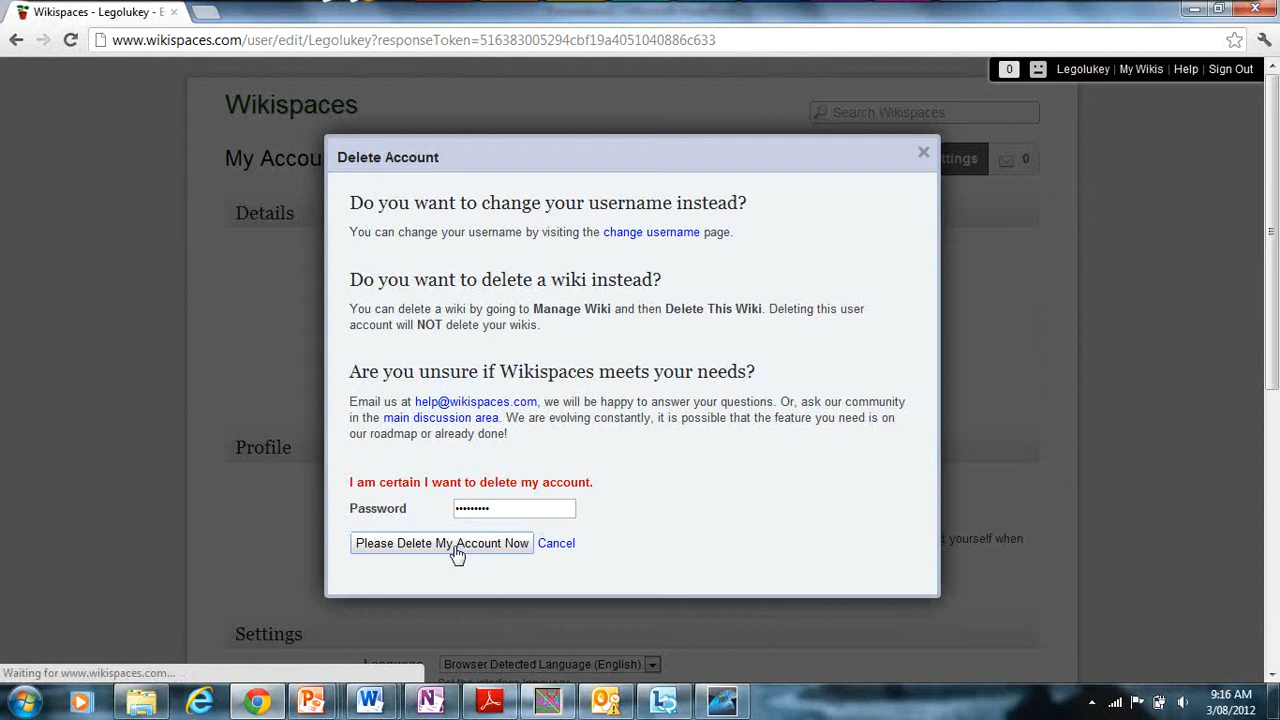 Wikispaces - Legolukey - E
www.wikispaces.com/user/edit/Legolukey?responseToken=516383005294cbf19a4051040886c633
0 Legolukey | My Wikis | Help | Sign Out
Wikispaces
Search Wikispaces
My Accou
ttings 0
Delete Account
Details
Do you want to change your username instead?
You can change your username by visiting the change username page.
Do you want to delete a wiki instead?
You can delete a wiki by going to Manage Wiki and then Delete This Wiki. Deleting this user
account will NOT delete your wikis.
Are you unsure if Wikispaces meets your needs?
Email us at help@wikispaces.com, we will be happy to answer your questions. Or, ask our community
in the main discussion area. We are evolving constantly, it is possible that the feature you need is on
our roadmap or already done!
Profile
I am certain I want to delete my account.
Password •••••••••
Please Delete My Account Now Cancel
t yourself when
Settings
Browser Detected Language (English)
Waiting for www.wikispaces.com...
9:16 AM
3/08/2012